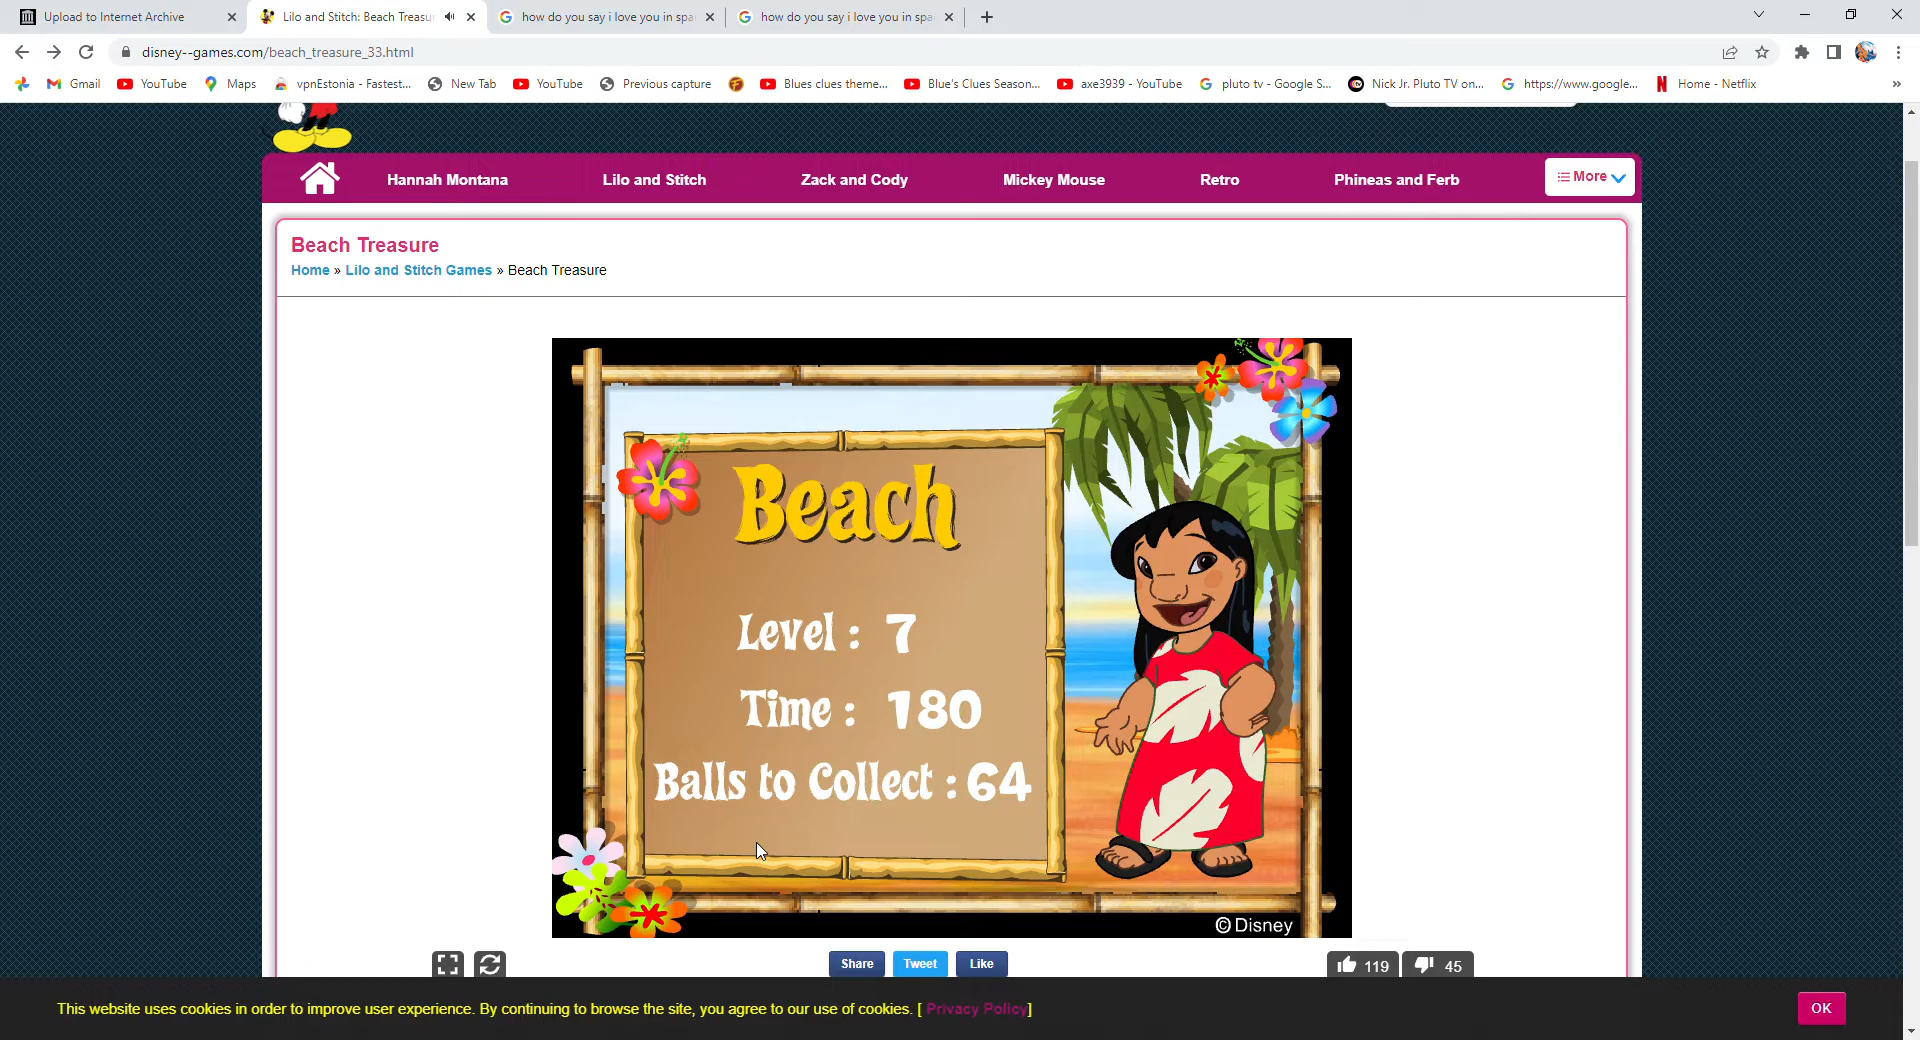 Upload to Internet Archive
Lilo and Stitch: Beach Treasu
how do you say i love you in spa
how do you say i love you in spa
disney--games.com/beach_treasure_33.html
Gmail
YouTube
Maps
vpnEstonia - Fastest...
New Tab
YouTube
Previous capture
Blues clues theme...
Blue's Clues Season...
axe3939 - YouTube
pluto tv - Google S...
Nick Jr. Pluto TV on...
https://www.google...
Home - Netflix
»
Hannah Montana
Lilo and Stitch
Zack and Cody
Mickey Mouse
Retro
Phineas and Ferb
More
Beach Treasure
Home » Lilo and Stitch Games » Beach Treasure
Beach
Level : 7
Time : 180
Balls to Collect : 64
© Disney
Share
Tweet
Like
119
45
This website uses cookies in order to improve user experience. By continuing to browse the site, you agree to our use of cookies. [ Privacy Policy]
OK